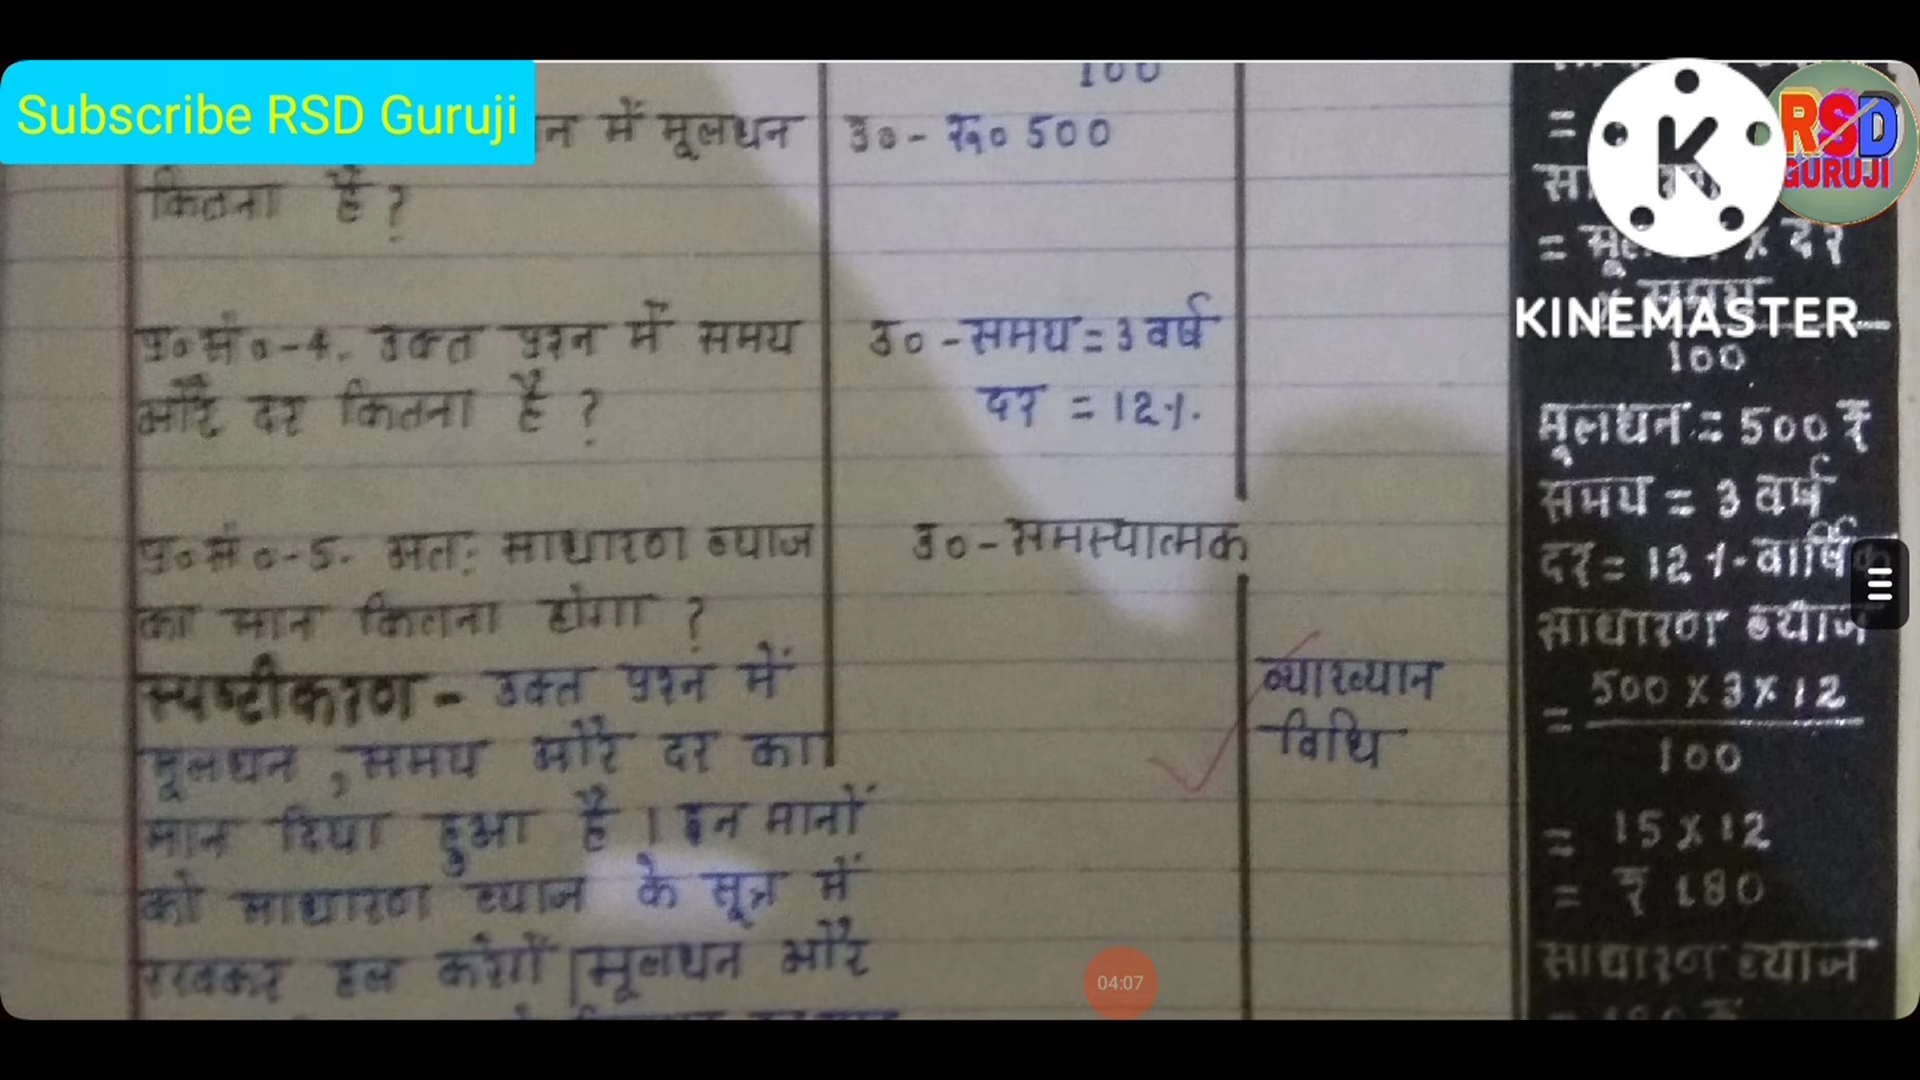 Subscribe RSD Guruji
100
न में मूलधन
कितना है ?
उ०- रु० 500
प्र०सं०-4. उक्त प्रश्न में समय
और दर कितना है ?
उ०-समय = 3 वर्ष
दर = 12%.
प्र०सं०-5. अतः साधारण ब्याज
का मान कितना होगा ?
उ०-समस्यात्मक
स्पष्टीकरण - उक्त प्रश्न में
मूलधन, समय और दर का
मान दिया हुआ है । इन मानों
को साधारण ब्याज के सूत्र में
रखकर हल करेगों | मूलधन और
व्याख्यान
विधि
RSD
GURUJI
K
KINEMASTER
=
सा
= मूल x दर
x समय
100
मूलधन = 500 ₹
समय = 3 वर्ष
दर = 12 %. वार्षिक
साधारण ब्याज
= 500 x 3 x 12
100
= 15 x 12
= ₹ 180
साधारण ब्याज
04:07